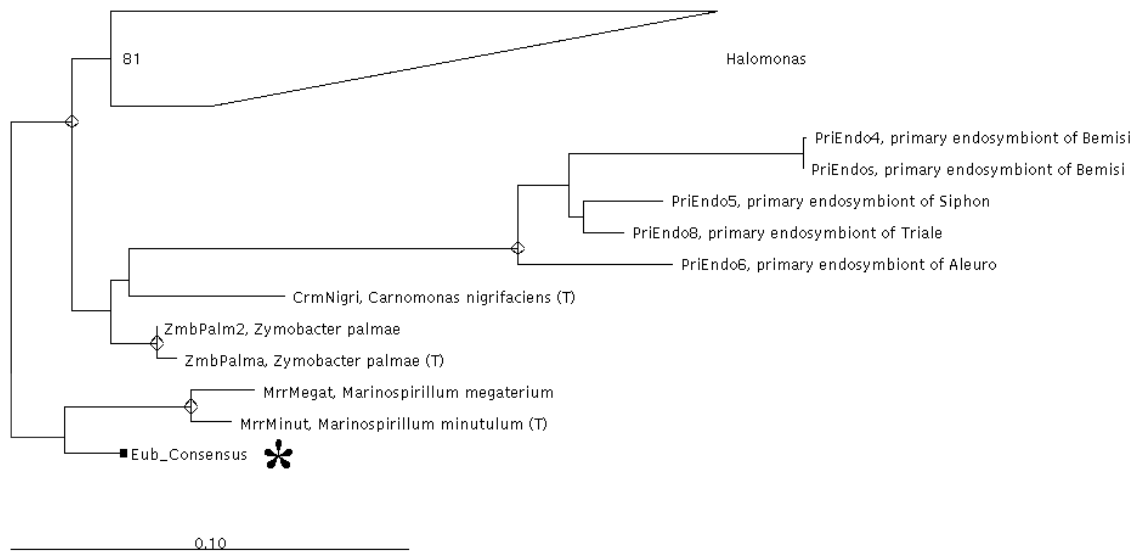 81
Halomonas
PriEndo4, primary endosymbiont of Bemisi
PriEndos, primary endosymbiont of Bemisi
PriEndo5, primary endosymbiont of Siphon
PriEndo8, primary endosymbiont of Triale
PriEndo6, primary endosymbiont of Aleuro
CrmNigri, Carnomonas nigrifaciens (T)
ZmbPalm2, Zymobacter palmae
ZmbPalma, Zymobacter palmae (T)
MrrMegat, Marinospirillum megaterium
MrrMinut, Marinospirillum minutulum (T)
Eub_Consensus *
0.10